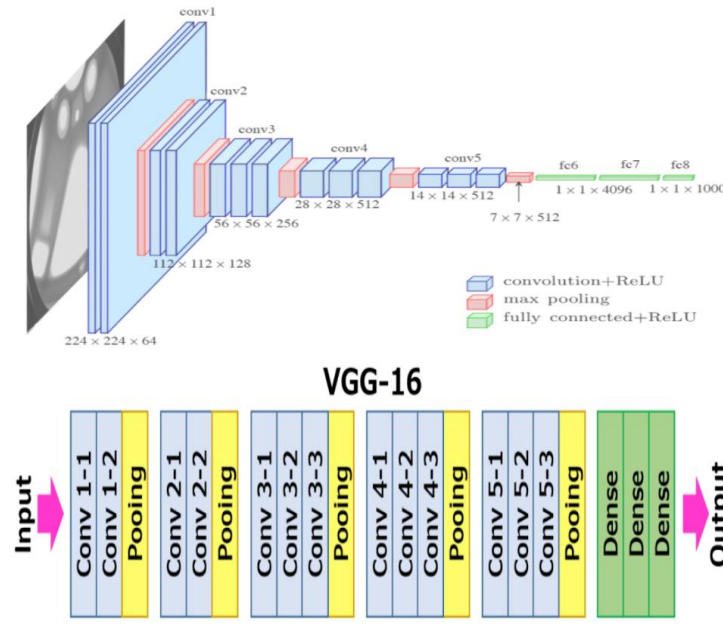 conv1
conv2
conv3
conv4
conv5
fc6
fc7
fc8
1 × 1 × 4096
1 × 1 × 1000
14 × 14 × 512
28 × 28 × 512
7 × 7 × 512
56 × 56 × 256
112 × 112 × 128
224 × 224 × 64
convolution+ReLU
max pooling
fully connected+ReLU
VGG-16
Input
Conv 1-1
Conv 1-2
Pooing
Conv 2-1
Conv 2-2
Pooing
Conv 3-1
Conv 3-2
Conv 3-3
Pooing
Conv 4-1
Conv 4-2
Conv 4-3
Pooing
Conv 5-1
Conv 5-2
Conv 5-3
Pooing
Dense
Dense
Dense
Output